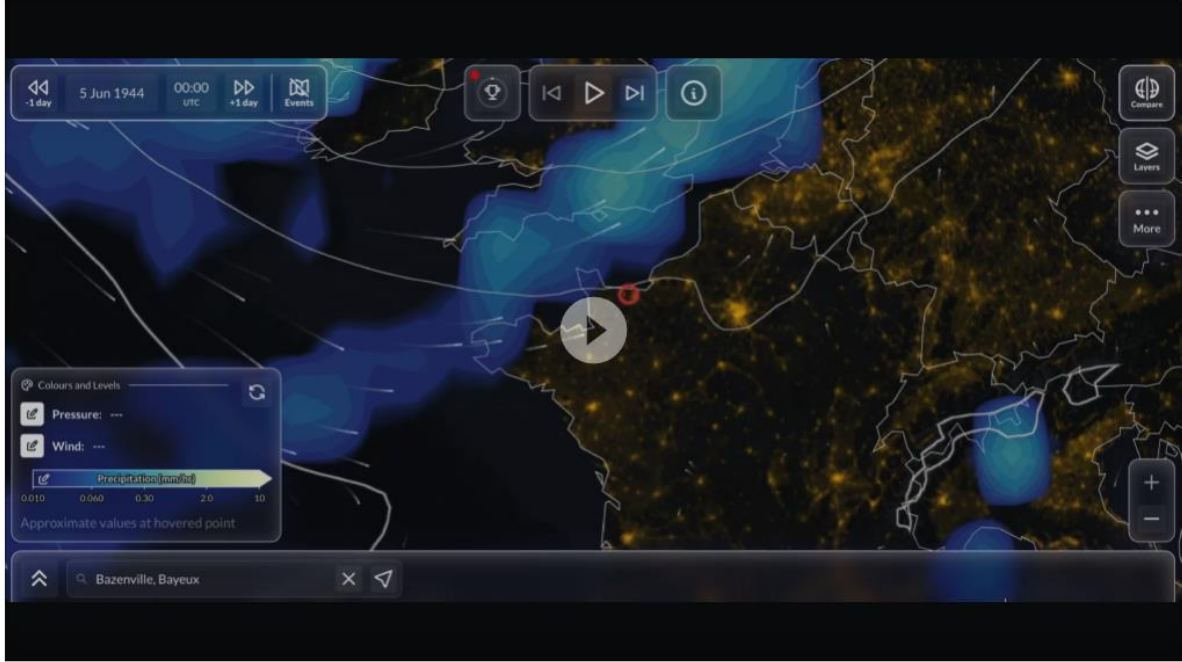 -1 day
5 Jun 1944
00:00
UTC
+1 day
Events
Compare
Layers
More
Colours and Levels
Pressure: ---
Wind: ---
Precipitation [mm/hr]
0.010 0.060 0.30 2.0 10
Approximate values at hovered point
Bazenville, Bayeux